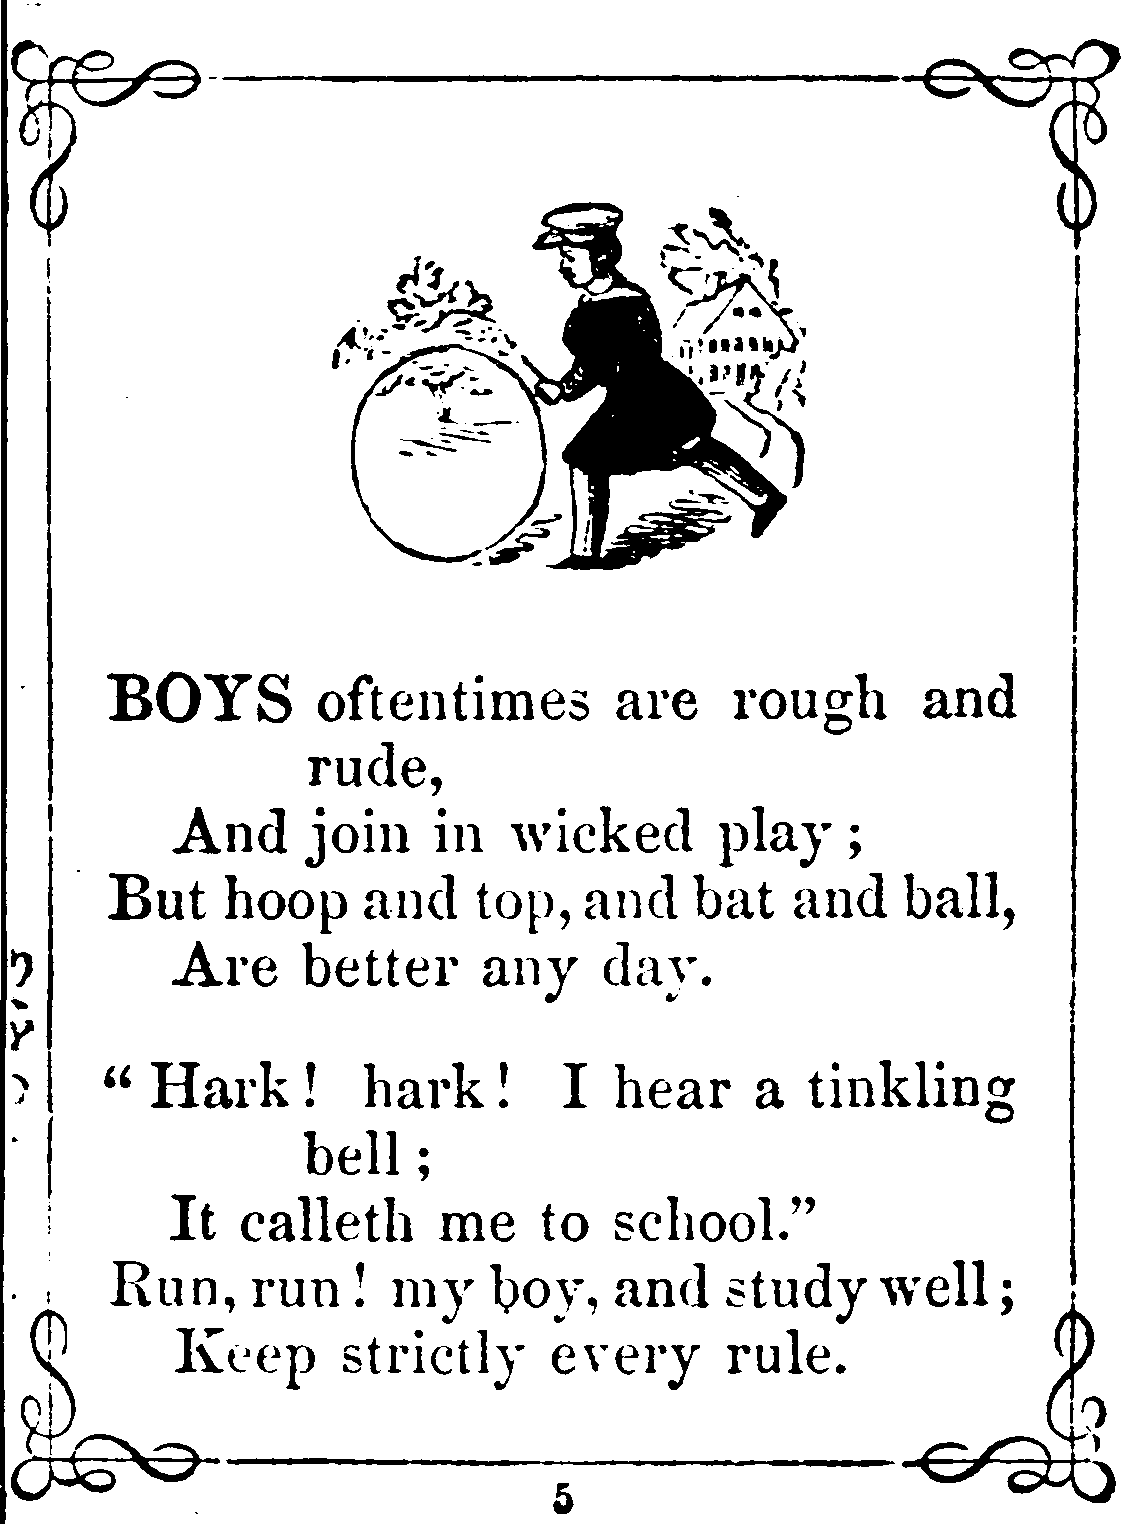 BOYS oftentimes are rough and
rude,
And join in wicked play;
But hoop and top, and bat and ball,
Are better any day.
“Hark! hark! I hear a tinkling
bell;
It calleth me to school.”
Run, run! my boy, and study well;
Keep strictly every rule.
5